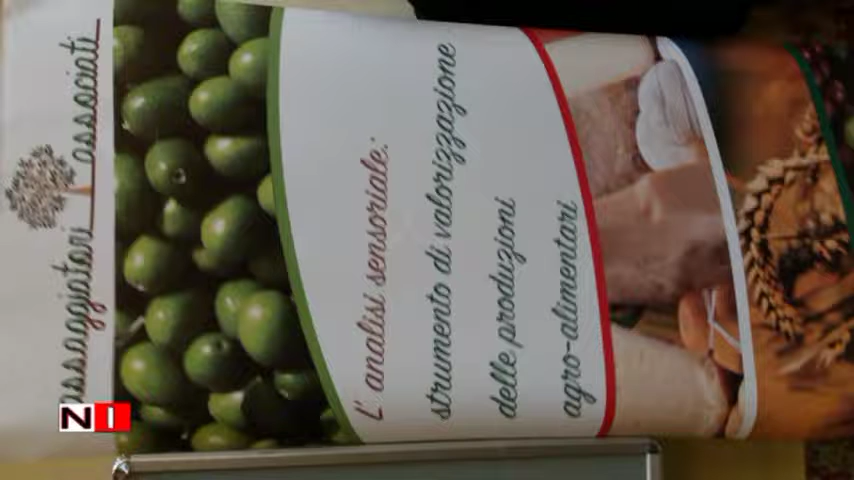 assaggiatori associati
L'analisi sensoriale:
strumento di valorizzazione
delle produzioni
agro-alimentari
NI